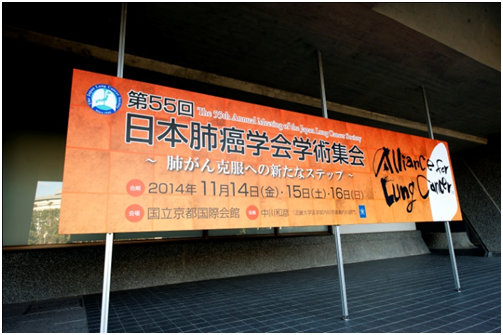 第55回 The 55th Annual Meeting of the Japan Lung Cancer Society
日本肺癌学会学術集会
~ 肺がん克服への新たなステップ ~
会期 2014年11月14日(金)・15日(土)・16日(日)
会場 国立京都国際会館 会長 中川和彦
Alliance for
Lung Cancer